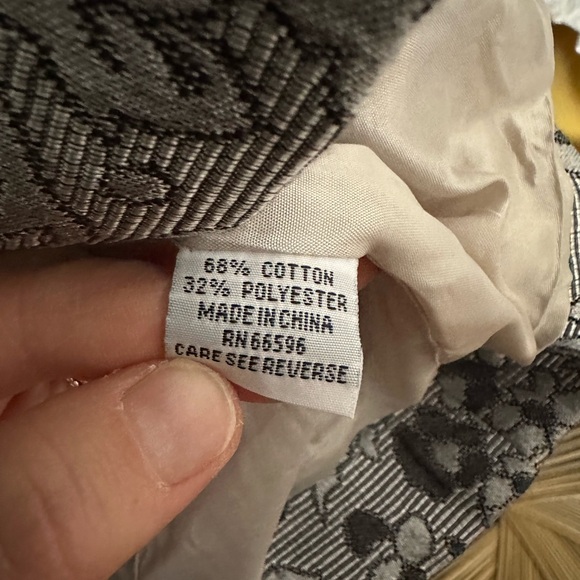 68% COTTON
32% POLYESTER
MADE IN CHINA
RN 66596
CARE SEE REVERSE